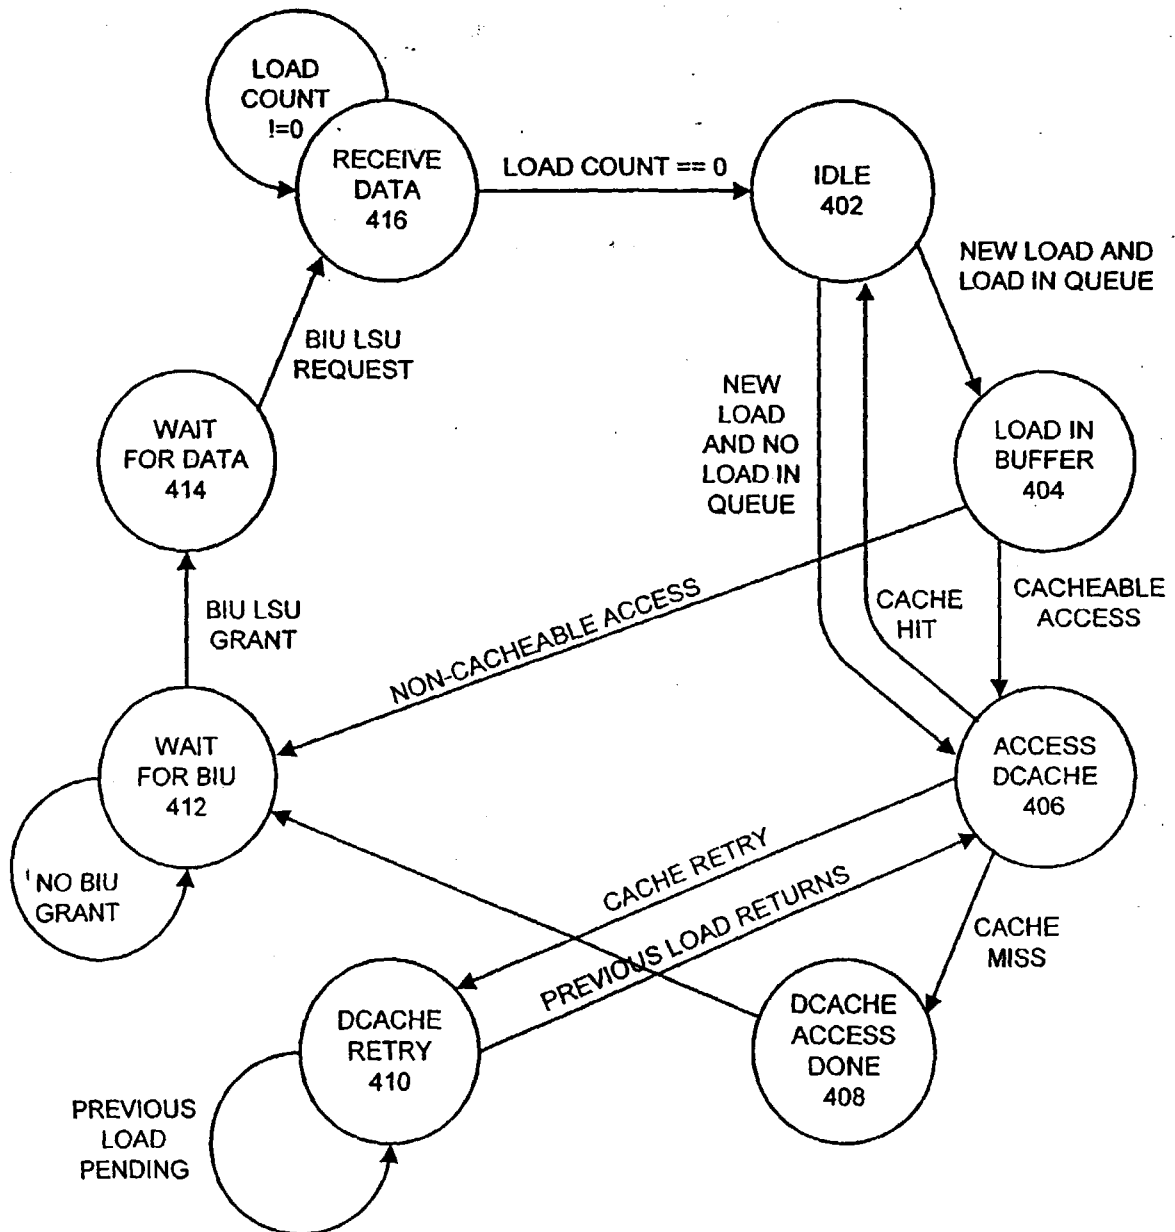 LOAD
COUNT
!=0
RECEIVE
DATA
416
LOAD COUNT == 0
IDLE
402
NEW LOAD AND
LOAD IN QUEUE
BIU LSU
REQUEST
NEW
LOAD
AND NO
LOAD IN
QUEUE
WAIT
FOR DATA
414
LOAD IN
BUFFER
404
BIU LSU
GRANT
NON-CACHEABLE ACCESS
CACHE
HIT
CACHEABLE
ACCESS
WAIT
FOR BIU
412
ACCESS
DCACHE
406
NO BIU
GRANT
CACHE RETRY
PREVIOUS LOAD RETURNS
CACHE
MISS
DCACHE
RETRY
410
DCACHE
ACCESS
DONE
408
PREVIOUS
LOAD
PENDING